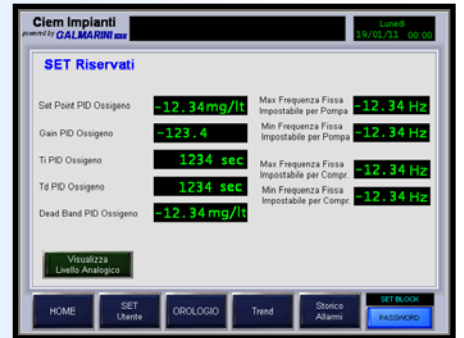 Ciem Impianti
powered by GALMARINI
Lunedì
19/01/11 00:00
SET Riservati
Set Point PID Ossigeno
-12.34mg/lt
Gain PID Ossigeno
-123.4
Ti PID Ossigeno
1234 sec
Td PID Ossigeno
1234 sec
Dead Band PID Ossigeno
-12.34mg/lt
Max Frequenza Fissa
Impostabile per Pompa
-12.34 Hz
Min Frequenza Fissa
Impostabile per Pompa
-12.34 Hz
Max Frequenza Fissa
Impostabile per Compr.
-12.34 Hz
Min Frequenza Fissa
Impostabile per Compr.
-12.34 Hz
Visualizza
Livello Analogico
HOME
SET
Utente
OROLOGIO
Trend
Storico
Allarmi
SET BLOCK
PASSWORD